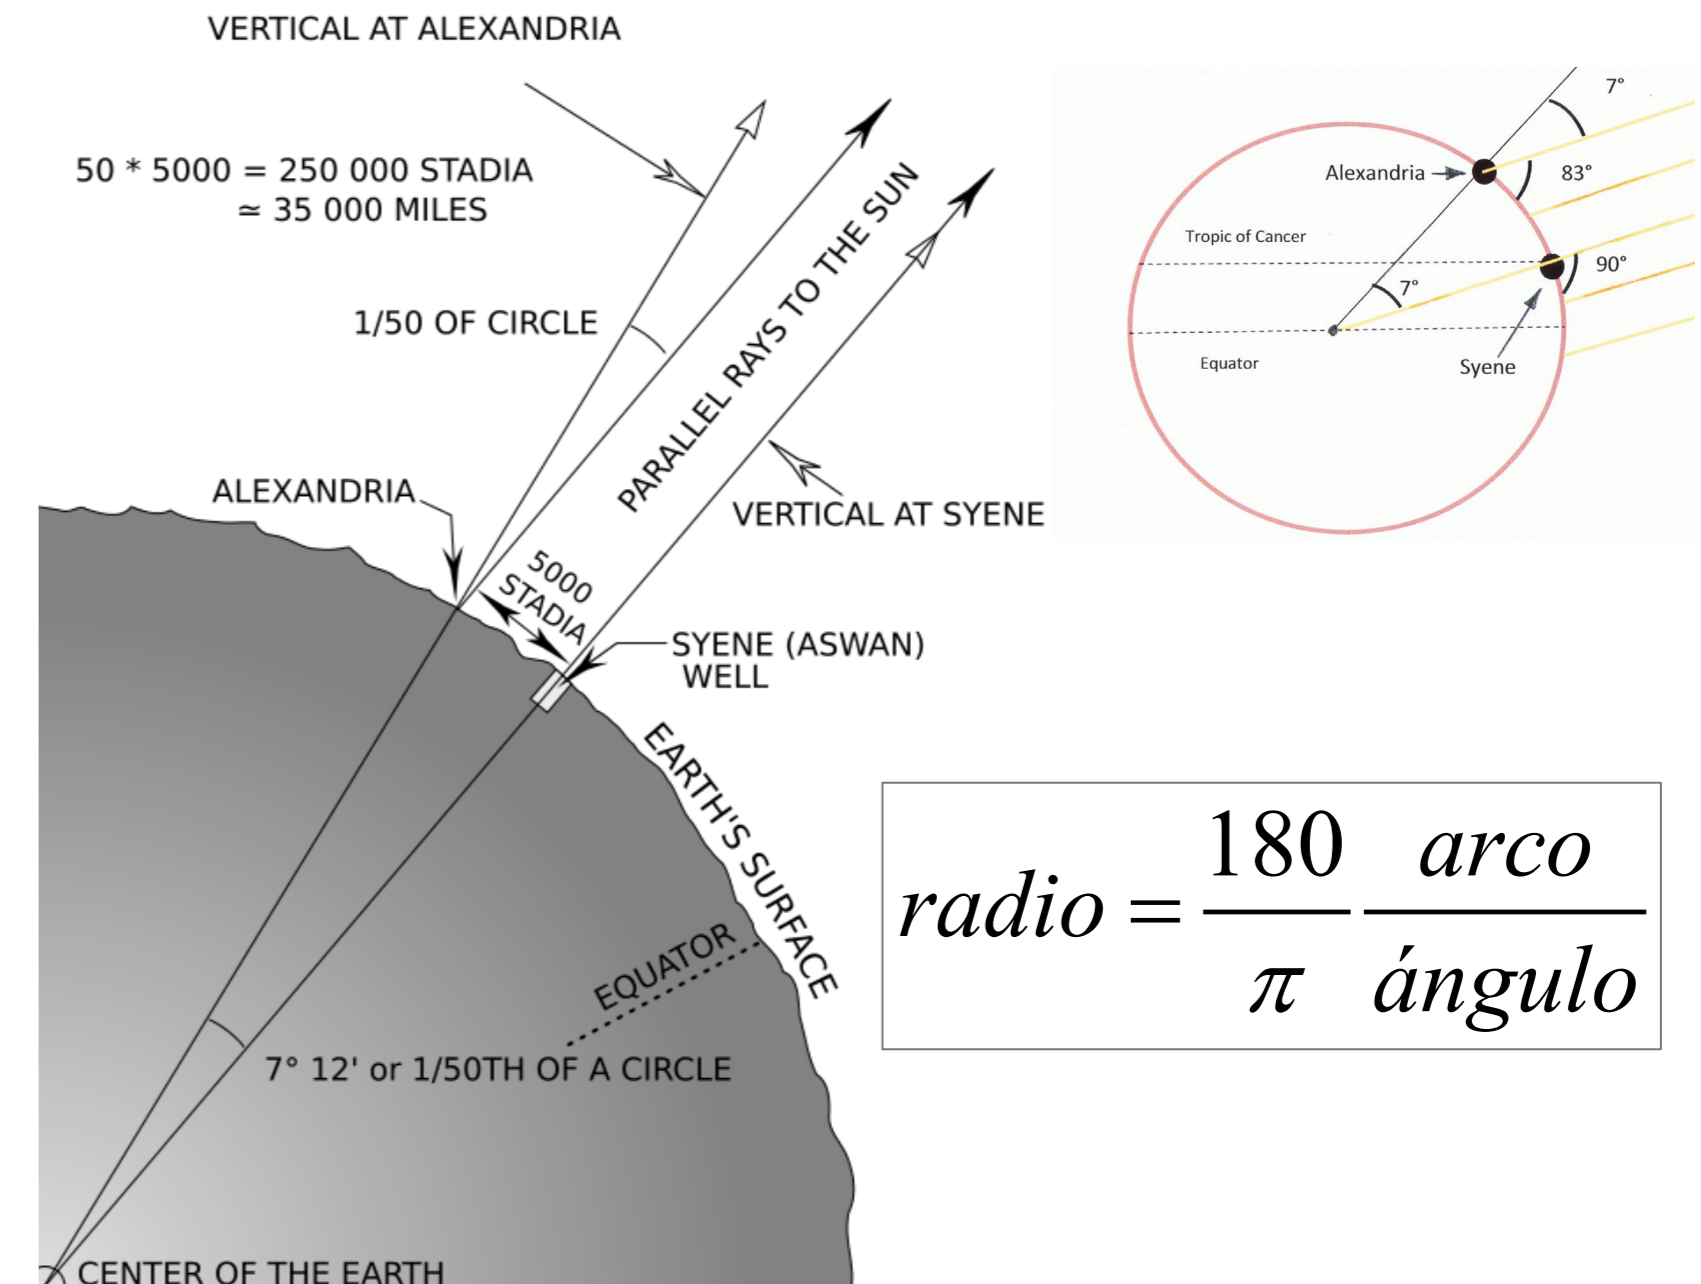 VERTICAL AT ALEXANDRIA
50 * 5000 = 250 000 STADIA
≃ 35 000 MILES
1/50 OF CIRCLE
PARALLEL RAYS TO THE SUN
ALEXANDRIA
VERTICAL AT SYENE
5000
STADIA
SYENE (ASWAN)
WELL
EARTH'S SURFACE
EQUATOR
7° 12' or 1/50TH OF A CIRCLE
CENTER OF THE EARTH
7°
Alexandria
83°
Tropic of Cancer
90°
7°
Equator
Syene
radio = 180/π arco/ángulo